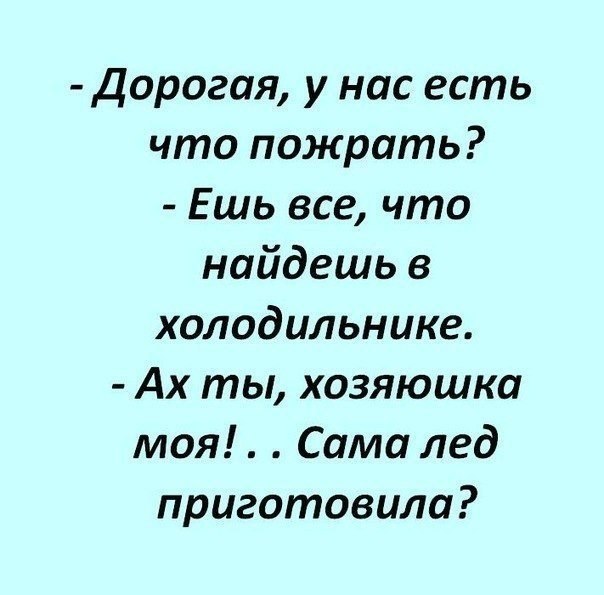 - Дорогая, у нас есть
что пожрать?
- Ешь все, что
найдешь в
холодильнике.
- Ах ты, хозяюшка
моя! . . Сама лед
приготовила?